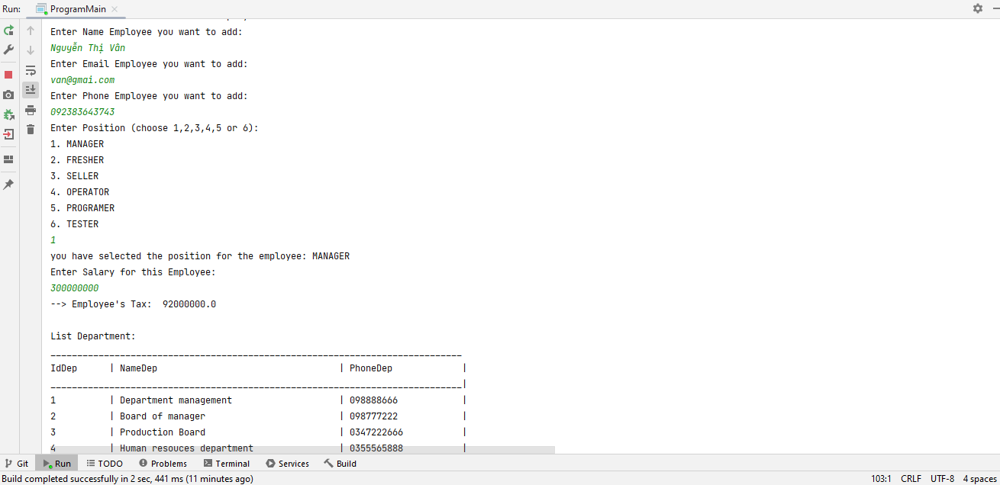 Run: ProgramMain
Enter Name Employee you want to add:
Nguyễn Thị Vân
Enter Email Employee you want to add:
van@gmai.com
Enter Phone Employee you want to add:
092383643743
Enter Position (choose 1,2,3,4,5 or 6):
1. MANAGER
2. FRESHER
3. SELLER
4. OPERATOR
5. PROGRAMER
6. TESTER
1
you have selected the position for the employee: MANAGER
Enter Salary for this Employee:
300000000
--> Employee's Tax:  92000000.0
List Department:
IdDep | NameDep | PhoneDep |
1 | Department management | 098888666 |
2 | Board of manager | 098777222 |
3 | Production Board | 0347222666 |
4 | Human resouces department | 0355565888 |
Git Run TODO Problems Terminal Services Build
Build completed successfully in 2 sec, 441 ms (11 minutes ago) 103:1 CRLF UTF-8 4 spaces